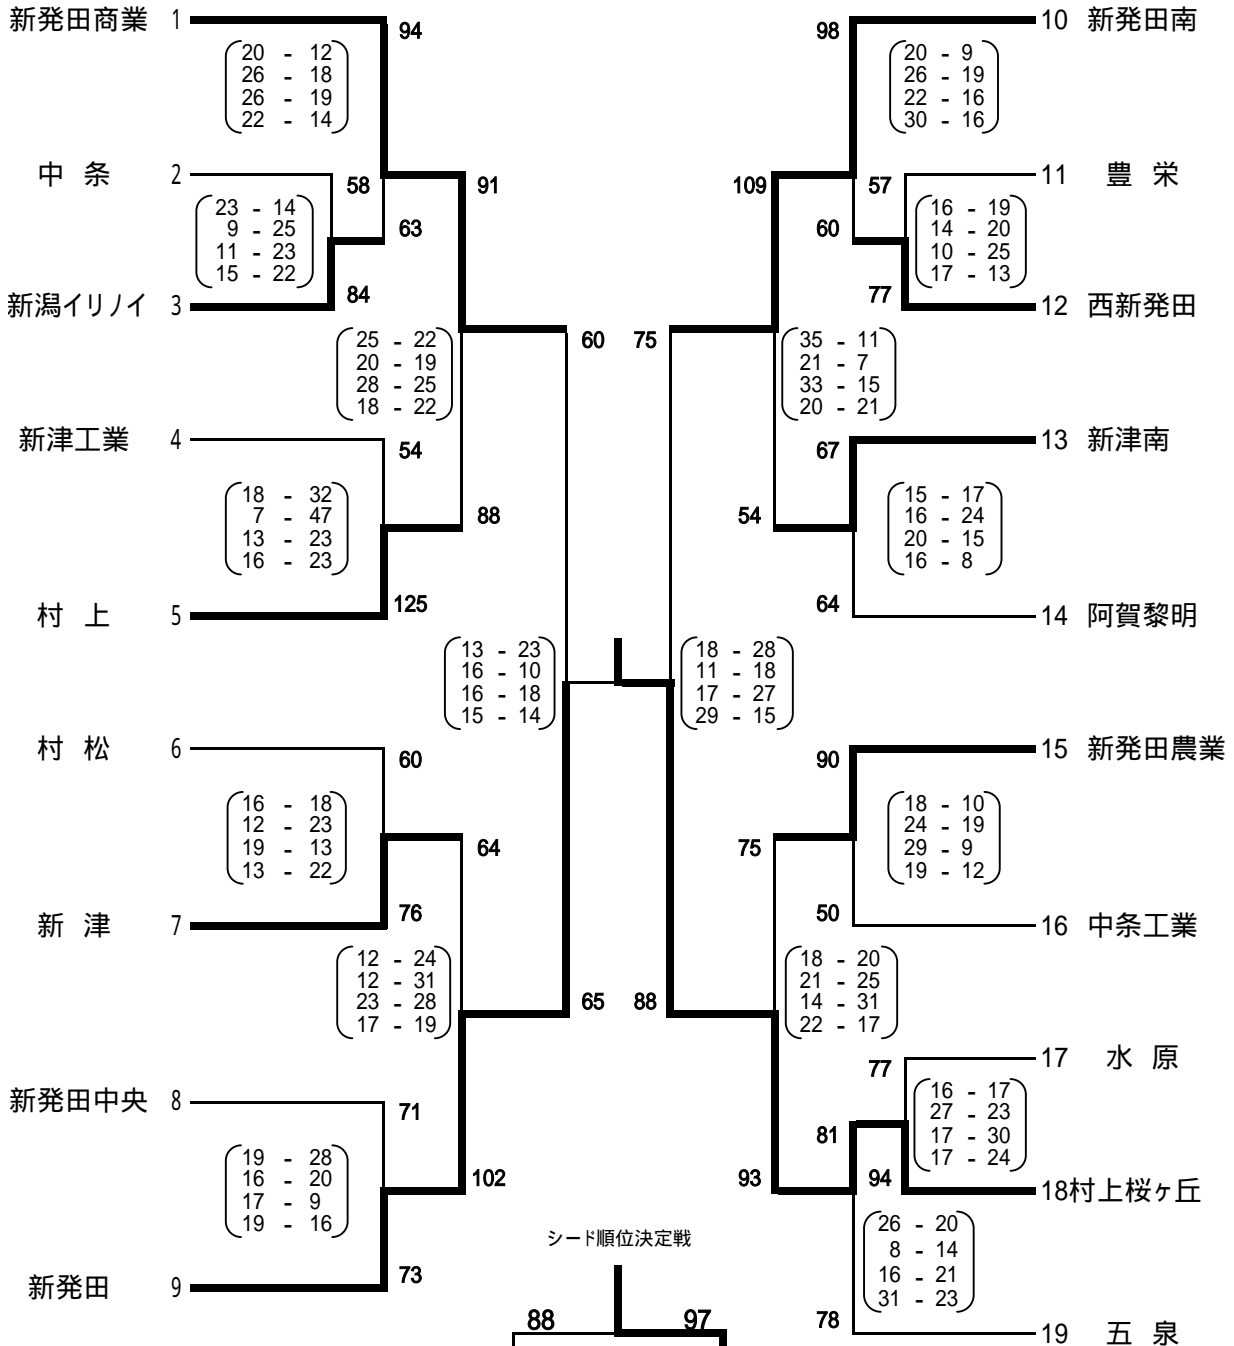 新発田商業 1
94
20 - 12
26 - 18
26 - 19
22 - 14
中 条 2
58
91
23 - 14
9 - 25
11 - 23
15 - 22
63
新潟イリノイ 3
84
25 - 22
20 - 19
28 - 25
18 - 22
60
新津工業 4
54
18 - 32
7 - 47
13 - 23
16 - 23
88
村 上 5
125
13 - 23
16 - 10
16 - 18
15 - 14
村 松 6
60
16 - 18
12 - 23
19 - 13
13 - 22
64
新 津 7
76
12 - 24
12 - 31
23 - 28
17 - 19
65
新発田中央 8
71
19 - 28
16 - 20
17 - 9
19 - 16
102
新発田 9
73
98
10 新発田南
20 - 9
26 - 19
22 - 16
30 - 16
109
57
11 豊 栄
60
16 - 19
14 - 20
10 - 25
17 - 13
77
12 西新発田
75
35 - 11
21 - 7
33 - 15
20 - 21
67
13 新津南
54
15 - 17
16 - 24
20 - 15
16 - 8
64
14 阿賀黎明
18 - 28
11 - 18
17 - 27
29 - 15
90
15 新発田農業
75
18 - 10
24 - 19
29 - 9
19 - 12
50
16 中条工業
88
18 - 20
21 - 25
14 - 31
22 - 17
77
17 水 原
81
16 - 17
27 - 23
17 - 30
17 - 24
93
94
18村上桜ヶ丘
26 - 20
8 - 14
16 - 21
31 - 23
78
19 五 泉
シード順位決定戦
88 97